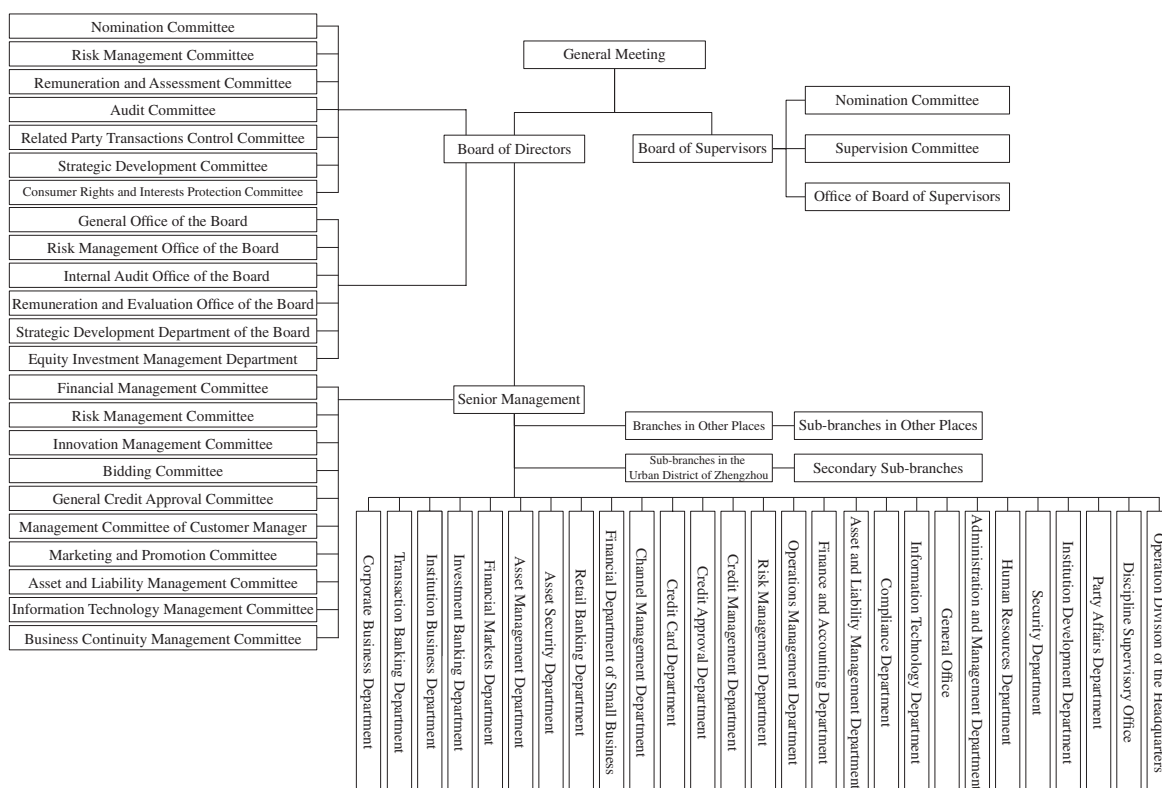 Nomination Committee
Risk Management Committee
Remuneration and Assessment Committee
Audit Committee
Related Party Transactions Control Committee
Strategic Development Committee
Consumer Rights and Interests Protection Committee
General Office of the Board
Risk Management Office of the Board
Internal Audit Office of the Board
Remuneration and Evaluation Office of the Board
Strategic Development Department of the Board
Equity Investment Management Department
Financial Management Committee
Risk Management Committee
Innovation Management Committee
Bidding Committee
General Credit Approval Committee
Management Committee of Customer Manager
Marketing and Promotion Committee
Asset and Liability Management Committee
Information Technology Management Committee
Business Continuity Management Committee
General Meeting
Board of Directors
Board of Supervisors
Nomination Committee
Supervision Committee
Office of Board of Supervisors
Senior Management
Branches in Other Places
Sub-branches in Other Places
Sub-branches in the
Urban District of Zhengzhou
Secondary Sub-branches
Corporate Business Department
Transaction Banking Department
Institution Business Department
Investment Banking Department
Financial Markets Department
Asset Management Department
Asset Security Department
Retail Banking Department
Financial Department of Small Business
Channel Management Department
Credit Card Department
Credit Approval Department
Credit Management Department
Risk Management Department
Operations Management Department
Finance and Accounting Department
Asset and Liability Management Department
Compliance Department
Information Technology Department
General Office
Administration and Management Department
Human Resources Department
Security Department
Institution Development Department
Party Affairs Department
Discipline Supervisory Office
Operation Division of the Headquarters